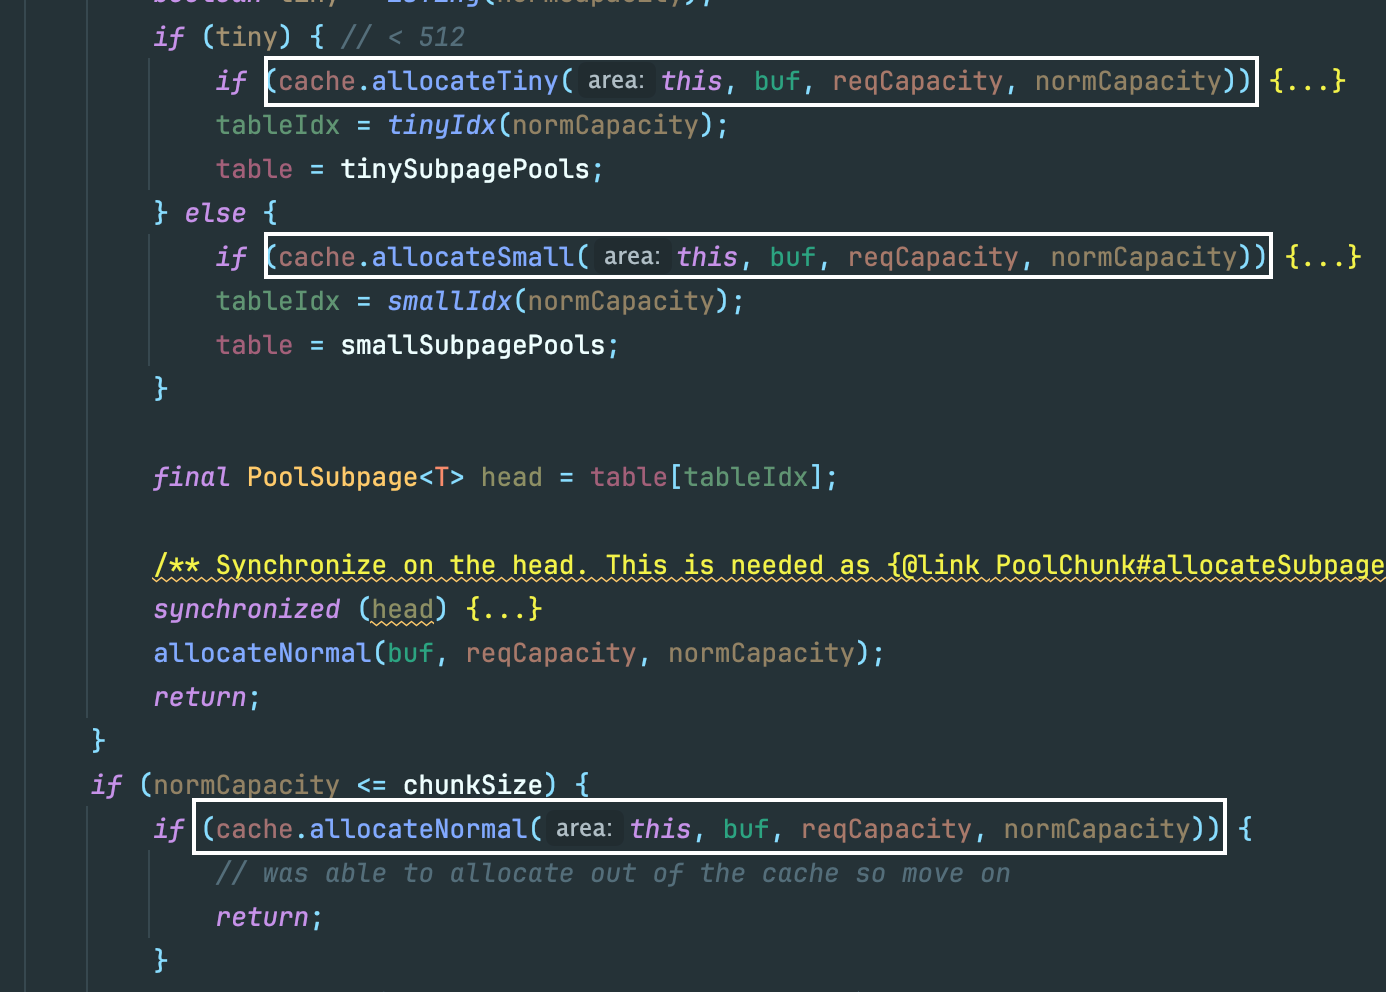 boolean tiny = isTiny(normCapacity);
if (tiny) { // < 512
if (cache.allocateTiny( area: this, buf, reqCapacity, normCapacity)) {...}
tableIdx = tinyIdx(normCapacity);
table = tinySubpagePools;
} else {
if (cache.allocateSmall( area: this, buf, reqCapacity, normCapacity)) {...}
tableIdx = smallIdx(normCapacity);
table = smallSubpagePools;
}
final PoolSubpage<T> head = table[tableIdx];
/** Synchronize on the head. This is needed as {@link PoolChunk#allocateSubpage
synchronized (head) {...}
allocateNormal(buf, reqCapacity, normCapacity);
return;
}
if (normCapacity <= chunkSize) {
if (cache.allocateNormal( area: this, buf, reqCapacity, normCapacity)) {
// was able to allocate out of the cache so move on
return;
}